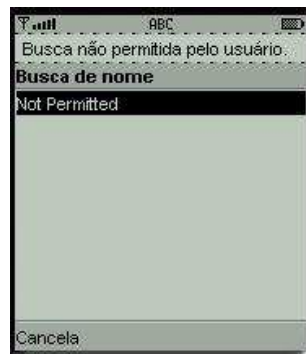 ABC
Busca não permitida pelo usuário.
Busca de nome
Not Permitted
Cancela